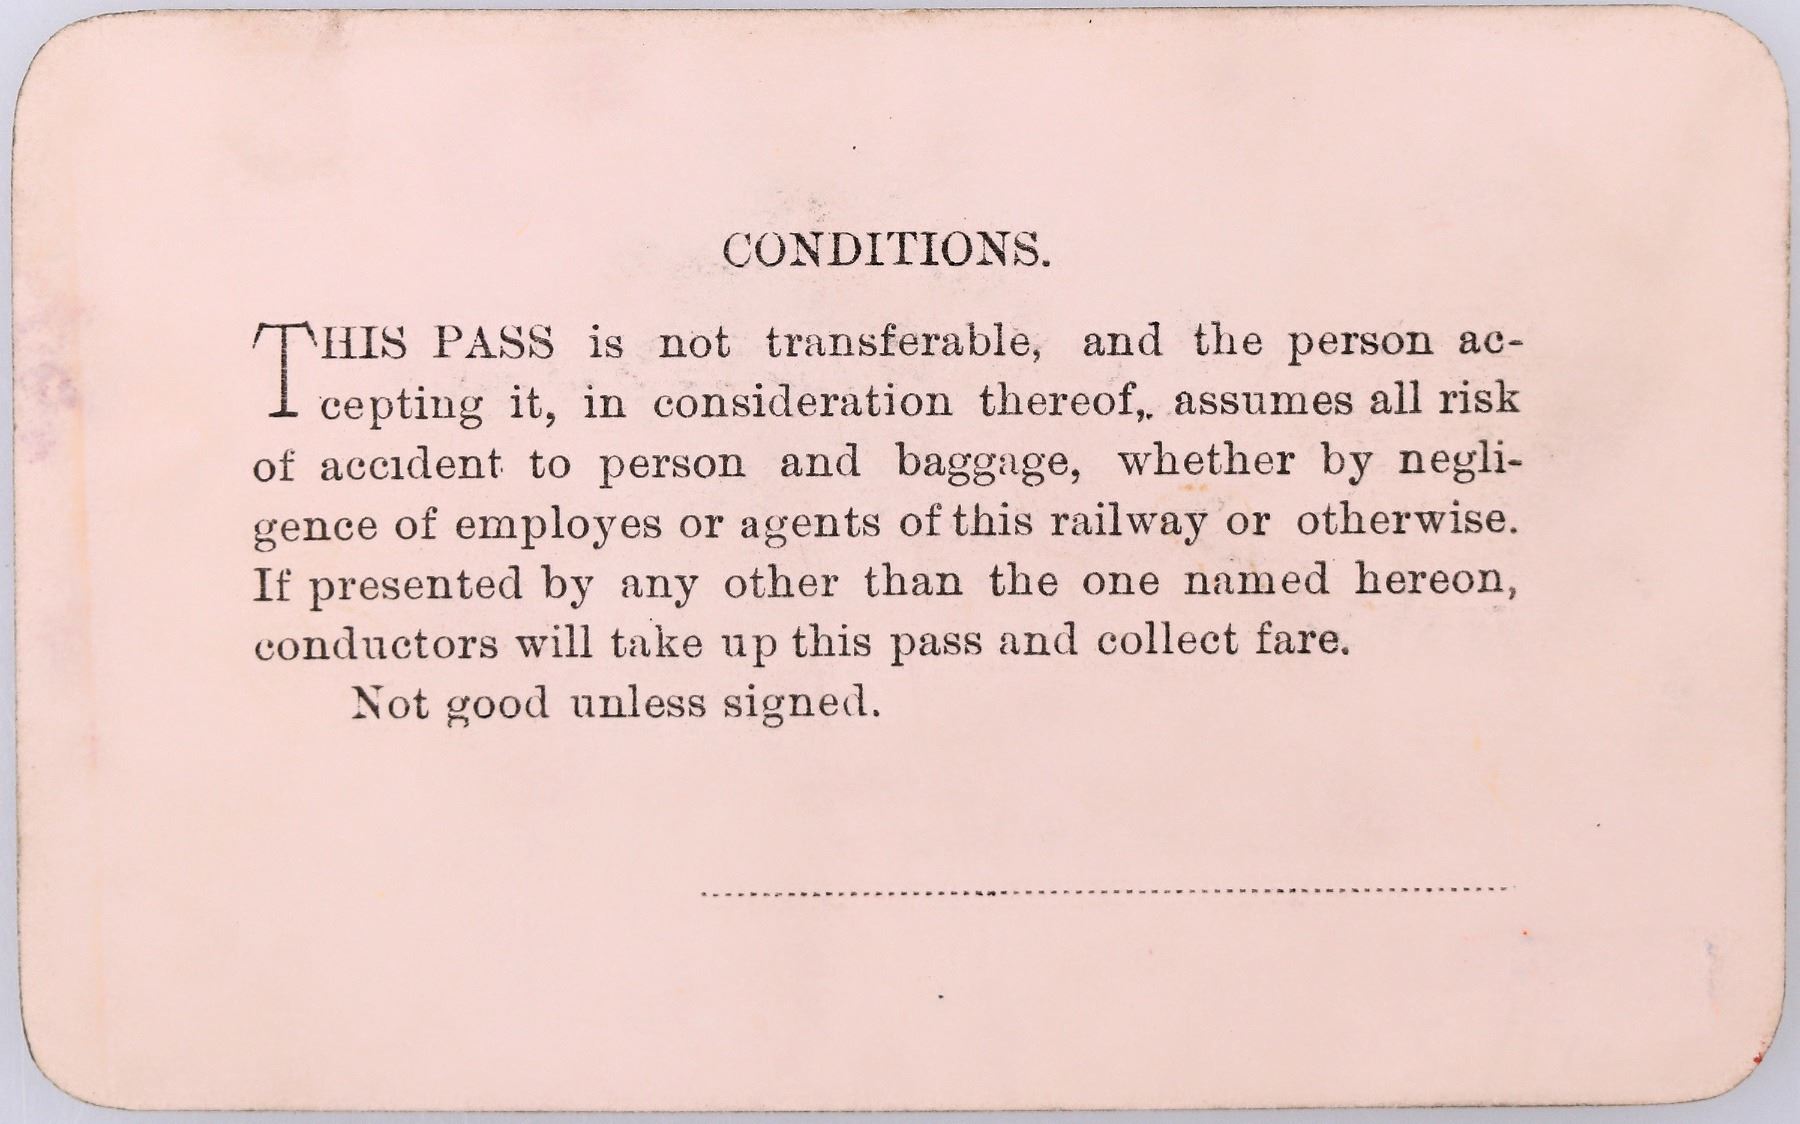 CONDITIONS.
THIS PASS is not transferable, and the person ac-
cepting it, in consideration thereof, assumes all risk
of accident to person and baggage, whether by negli-
gence of employes or agents of this railway or otherwise.
If presented by any other than the one named hereon,
conductors will take up this pass and collect fare.
Not good unless signed.